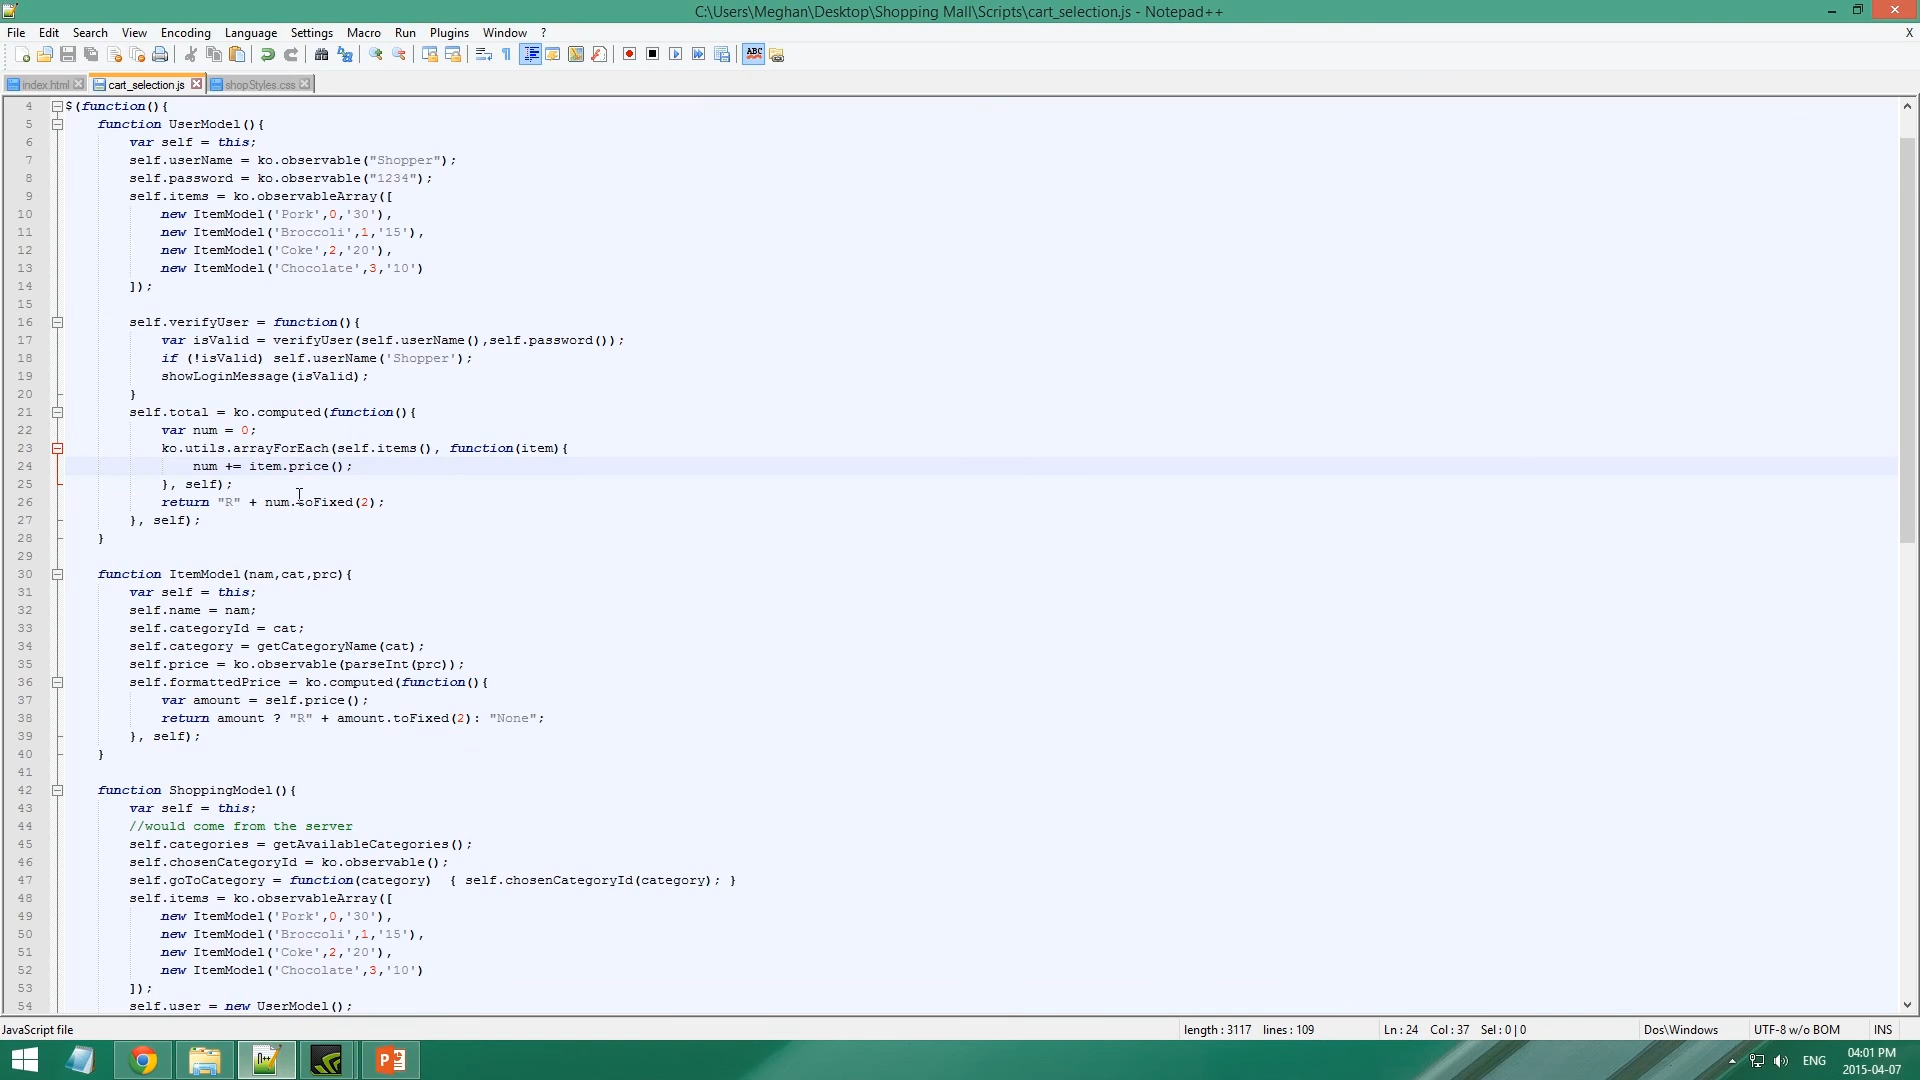 C:\Users\Meghan\Desktop\Shopping Mall\Scripts\cart_selection.js - Notepad++
File Edit Search View Encoding Language Settings Macro Run Plugins Window ? X
ABC
index.html cart_selection.js shopStyles.css
4 $(function(){
5 function UserModel(){
6 var self = this;
7 self.userName = ko.observable("Shopper");
8 self.password = ko.observable("1234");
9 self.items = ko.observableArray([
10 new ItemModel('Pork',0,'30'),
11 new ItemModel('Broccoli',1,'15'),
12 new ItemModel('Coke',2,'20'),
13 new ItemModel('Chocolate',3,'10')
14 ]);
15
16 self.verifyUser = function(){
17 var isValid = verifyUser(self.userName(),self.password());
18 if (!isValid) self.userName('Shopper');
19 showLoginMessage(isValid);
20 }
21 self.total = ko.computed(function(){
22 var num = 0;
23 ko.utils.arrayForEach(self.items(), function(item){
24 num += item.price();
25 }, self);
26 return "R" + num.toFixed(2);
27 }, self);
28 }
29
30 function ItemModel(nam,cat,prc){
31 var self = this;
32 self.name = nam;
33 self.categoryId = cat;
34 self.category = getCategoryName(cat);
35 self.price = ko.observable(parseInt(prc));
36 self.formattedPrice = ko.computed(function(){
37 var amount = self.price();
38 return amount ? "R" + amount.toFixed(2): "None";
39 }, self);
40 }
41
42 function ShoppingModel(){
43 var self = this;
44 //would come from the server
45 self.categories = getAvailableCategories();
46 self.chosenCategoryId = ko.observable();
47 self.goToCategory = function(category)  { self.chosenCategoryId(category); }
48 self.items = ko.observableArray([
49 new ItemModel('Pork',0,'30'),
50 new ItemModel('Broccoli',1,'15'),
51 new ItemModel('Coke',2,'20'),
52 new ItemModel('Chocolate',3,'10')
53 ]);
54 self.user = new UserModel();
JavaScript file length : 3117 lines : 109 Ln : 24 Col : 37 Sel : 0 | 0 Dos\Windows UTF-8 w/o BOM INS
ENG 04:01 PM
2015-04-07